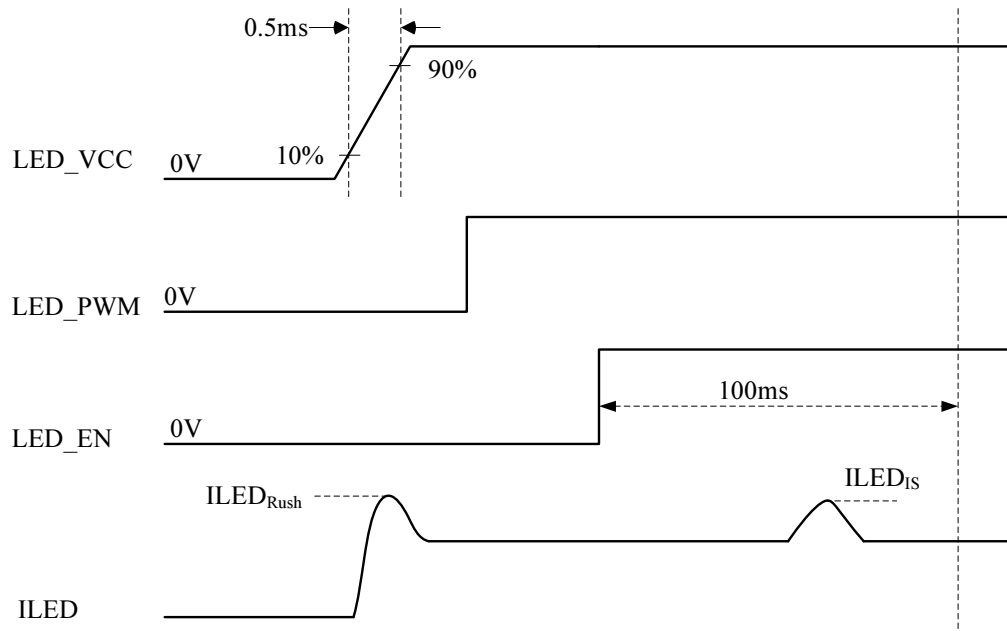 0.5ms
90%
10%
LED_VCC 0V
LED_PWM 0V
100ms
LED_EN 0V
ILED_Rush
ILED_IS
ILED